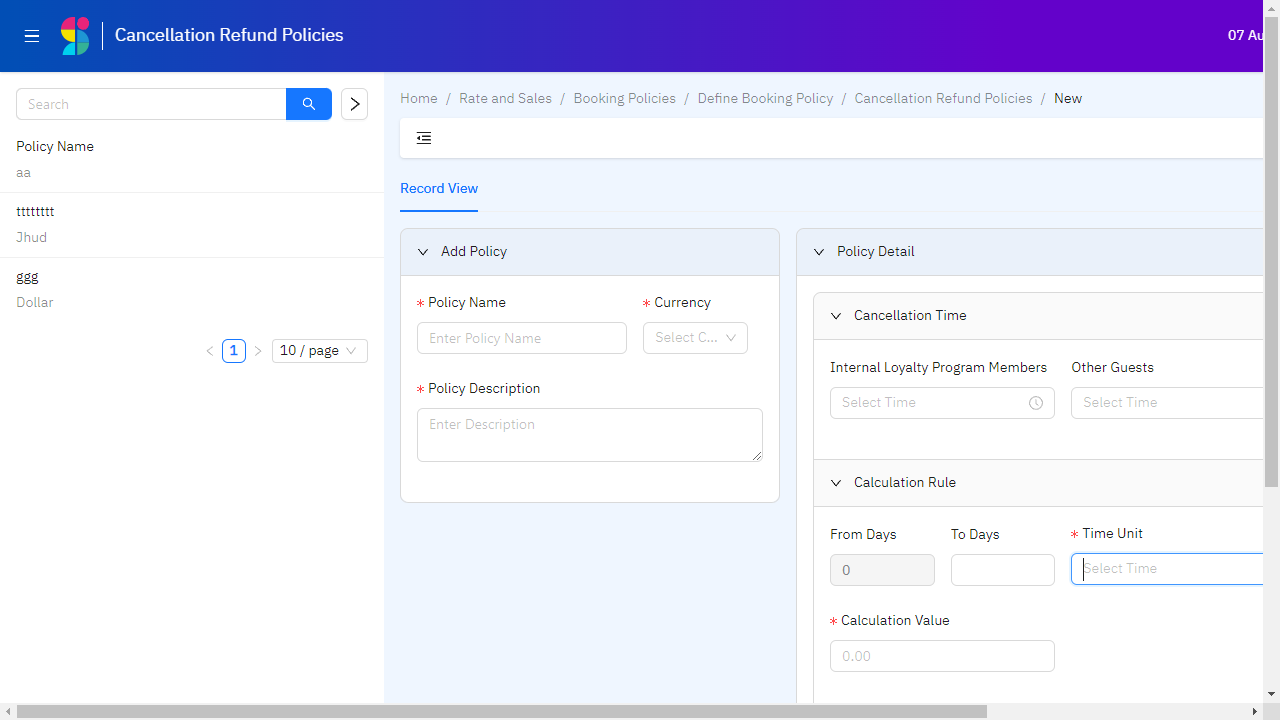 Cancellation Refund Policies
07 Au
Search
Policy Name
aa
tttttttt
Jhud
ggg
Dollar
1
10 / page
Home / Rate and Sales / Booking Policies / Define Booking Policy / Cancellation Refund Policies / New
Record View
Add Policy
* Policy Name
* Currency
Enter Policy Name
Select C...
* Policy Description
Enter Description
Policy Detail
Cancellation Time
Internal Loyalty Program Members
Other Guests
Select Time
Select Time
Calculation Rule
From Days
To Days
* Time Unit
0
Select Time
* Calculation Value
0.00